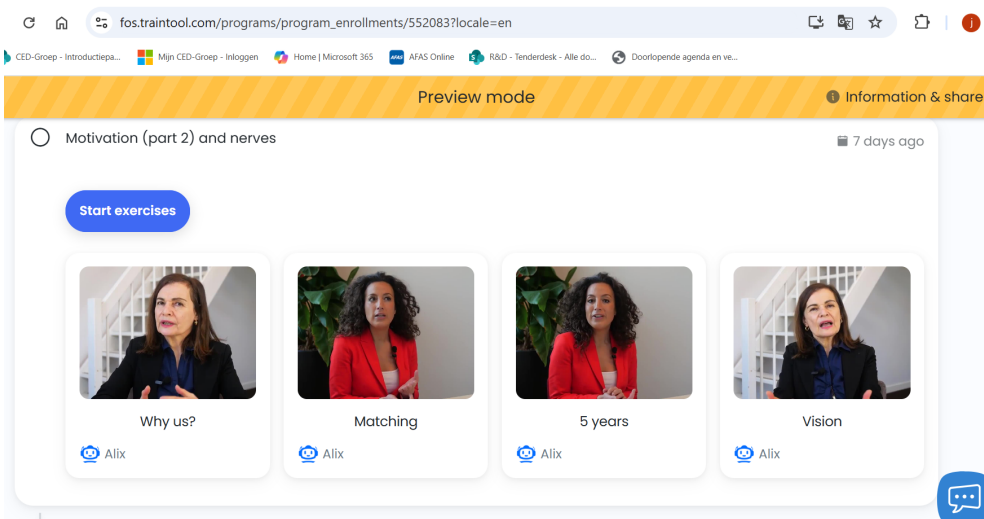 fos.traintool.com/programs/program_enrollments/552083?locale=en
j
CED-Groep - Introductiepa... Mijn CED-Groep - Inloggen Home | Microsoft 365 AFAS AFAS Online S R&D - Tenderdesk - Alle do... Doorlopende agenda en ve...
Preview mode Information & share
Motivation (part 2) and nerves 7 days ago
Start exercises
Why us? Matching 5 years Vision
Alix Alix Alix Alix